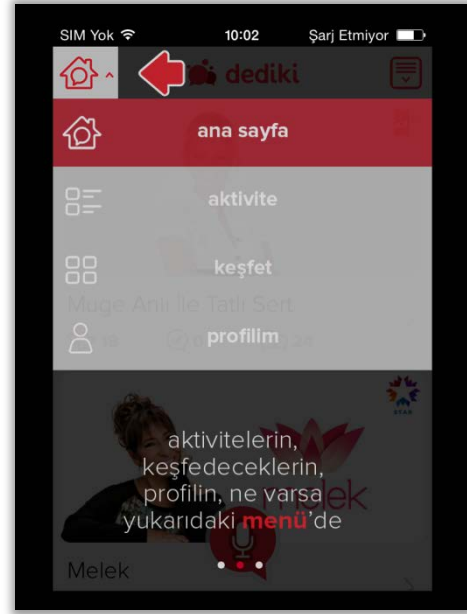 SIM Yok 10:02 Şarj Etmiyor
dediki
ana sayfa
aktivite
keşfet
Müge Anlı İle Tatlı Sert
profilim
STAR
aktivitelerin,
keşfedeceklerin,
profilin, ne varsa
yukarıdaki menü'de
melek
Melek